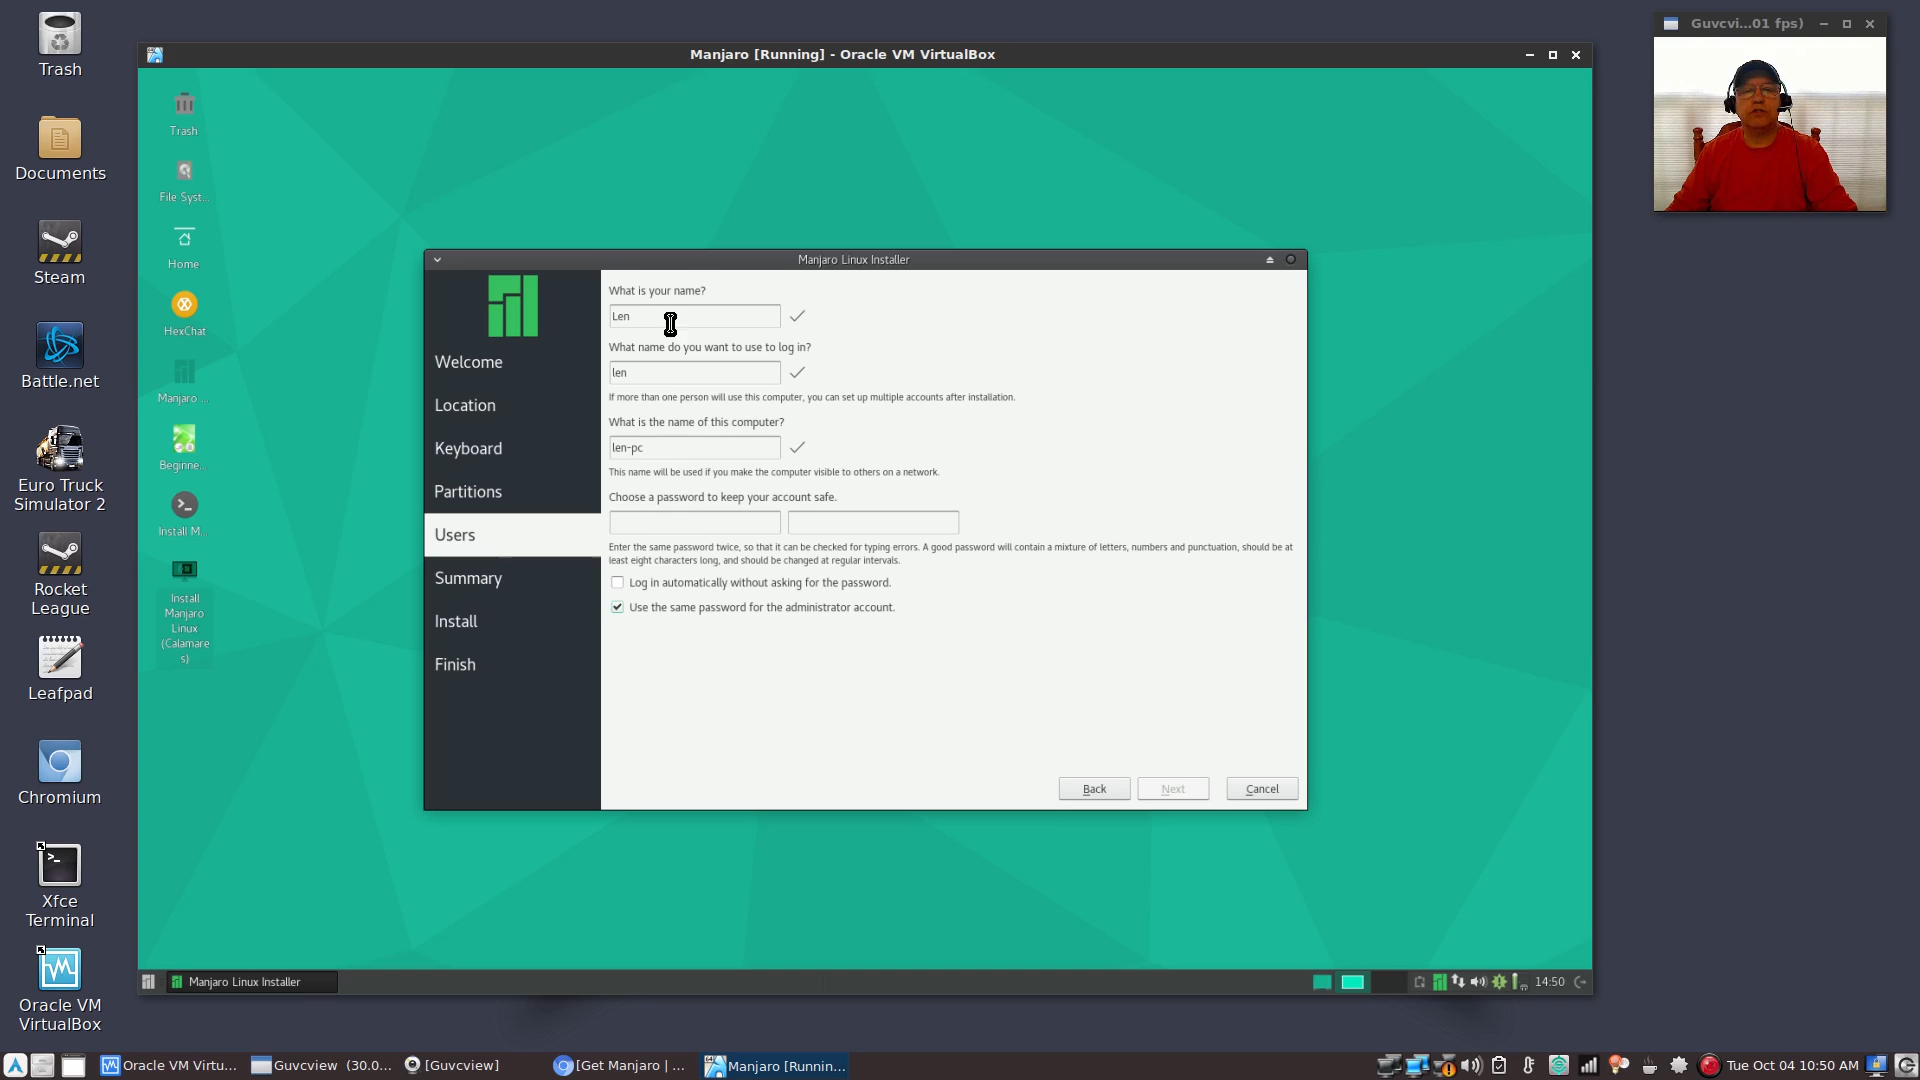 Trash
Documents
Steam
Battle.net
Euro Truck
Simulator 2
Rocket
League
Leafpad
Chromium
Xfce
Terminal
Oracle VM
VirtualBox
Manjaro [Running] - Oracle VM VirtualBox
Guvcvi...01 fps)
Trash
File Syst...
Home
HexChat
Manjaro ...
Beginne...
Install M...
Install
Manjaro
Linux
(Calamare
s)
Manjaro Linux Installer
Welcome
Location
Keyboard
Partitions
Users
Summary
Install
Finish
What is your name?
Len
What name do you want to use to log in?
len
If more than one person will use this computer, you can set up multiple accounts after installation.
What is the name of this computer?
len-pc
This name will be used if you make the computer visible to others on a network.
Choose a password to keep your account safe.
Enter the same password twice, so that it can be checked for typing errors. A good password will contain a mixture of letters, numbers and punctuation, should be at
least eight characters long, and should be changed at regular intervals.
Log in automatically without asking for the password.
Use the same password for the administrator account.
Back
Next
Cancel
Manjaro Linux Installer
14:50
Oracle VM Virtu...
Guvcview (30.0...
[Guvcview]
[Get Manjaro | ...
Manjaro [Runnin...
Tue Oct 04 10:50 AM